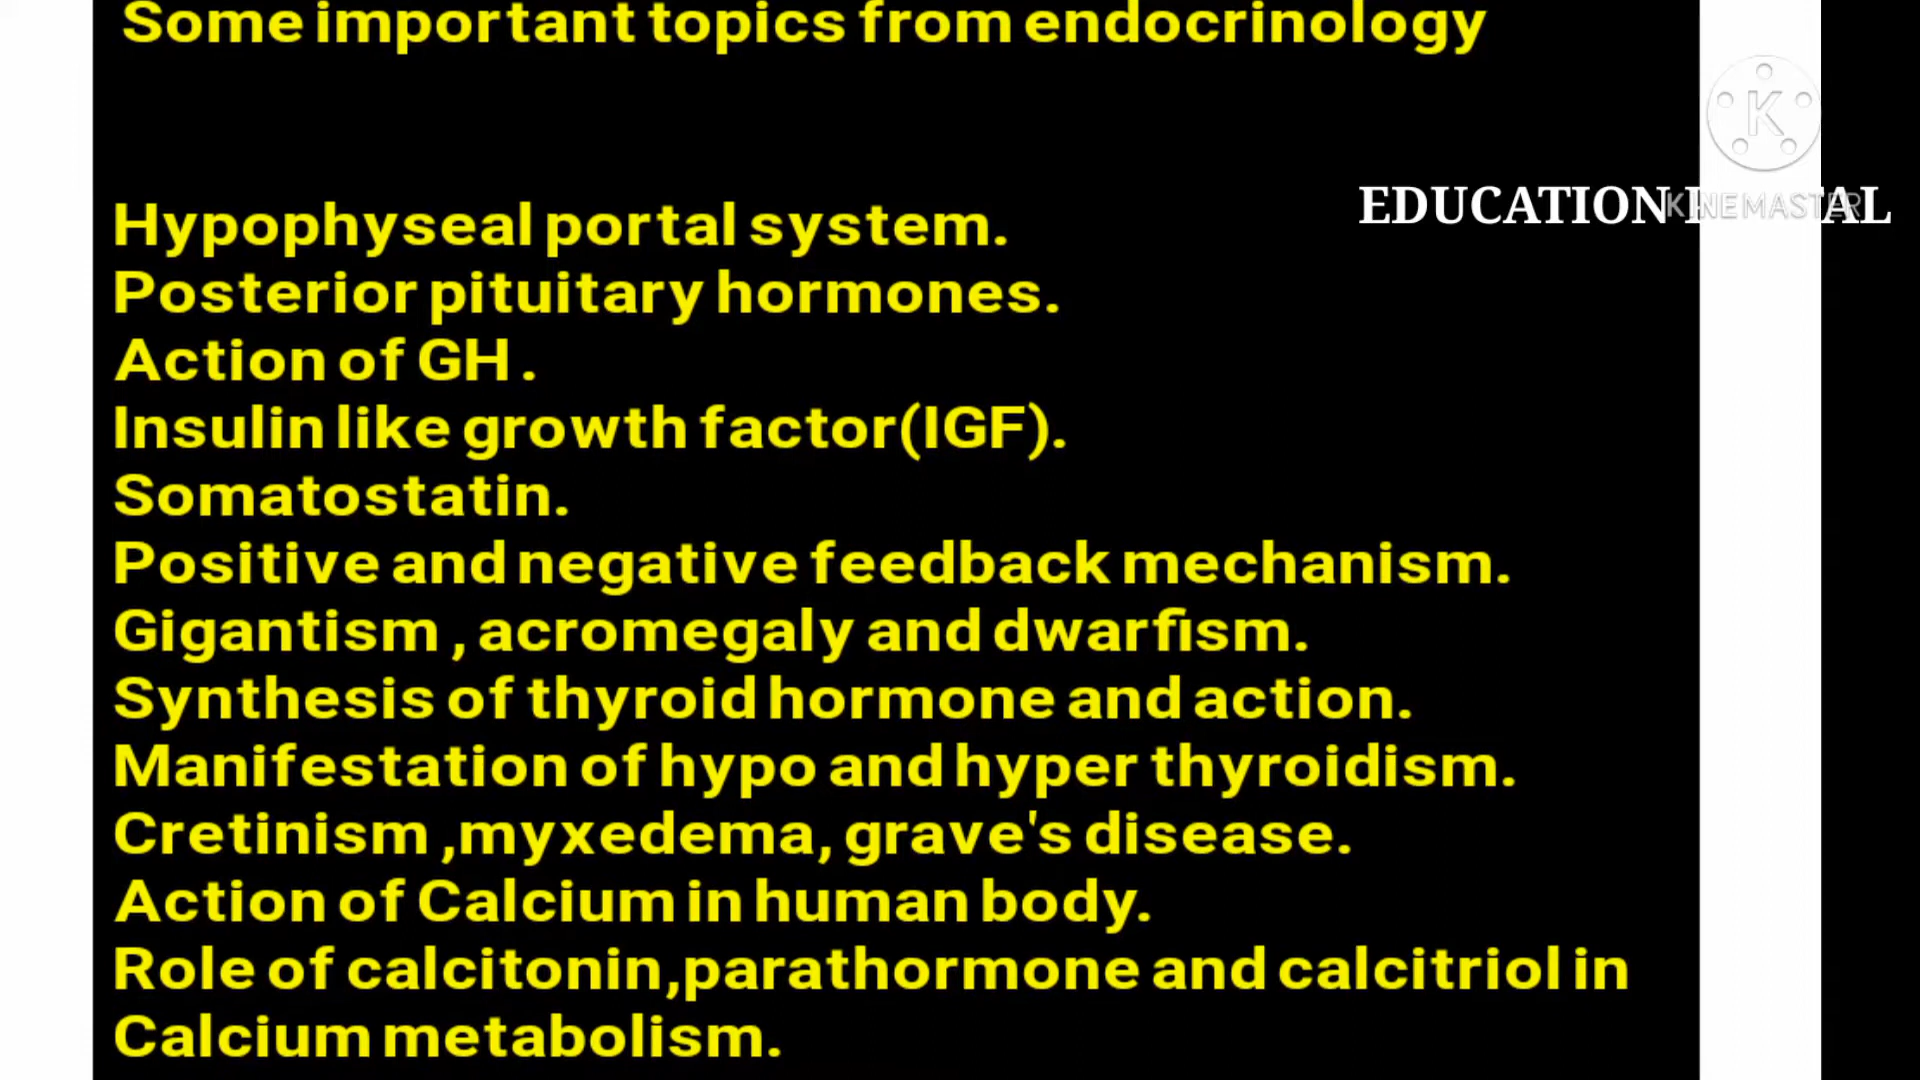 Some important topics from endocrinology
K
EDUCATION
KINEMASTER
Hypophyseal portal system.
Posterior pituitary hormones.
Action of GH .
Insulin like growth factor(IGF).
Somatostatin.
Positive and negative feedback mechanism.
Gigantism , acromegaly and dwarfism.
Synthesis of thyroid hormone and action.
Manifestation of hypo and hyper thyroidism.
Cretinism ,myxedema, grave's disease.
Action of Calcium in human body.
Role of calcitonin,parathormone and calcitriol in
Calcium metabolism.